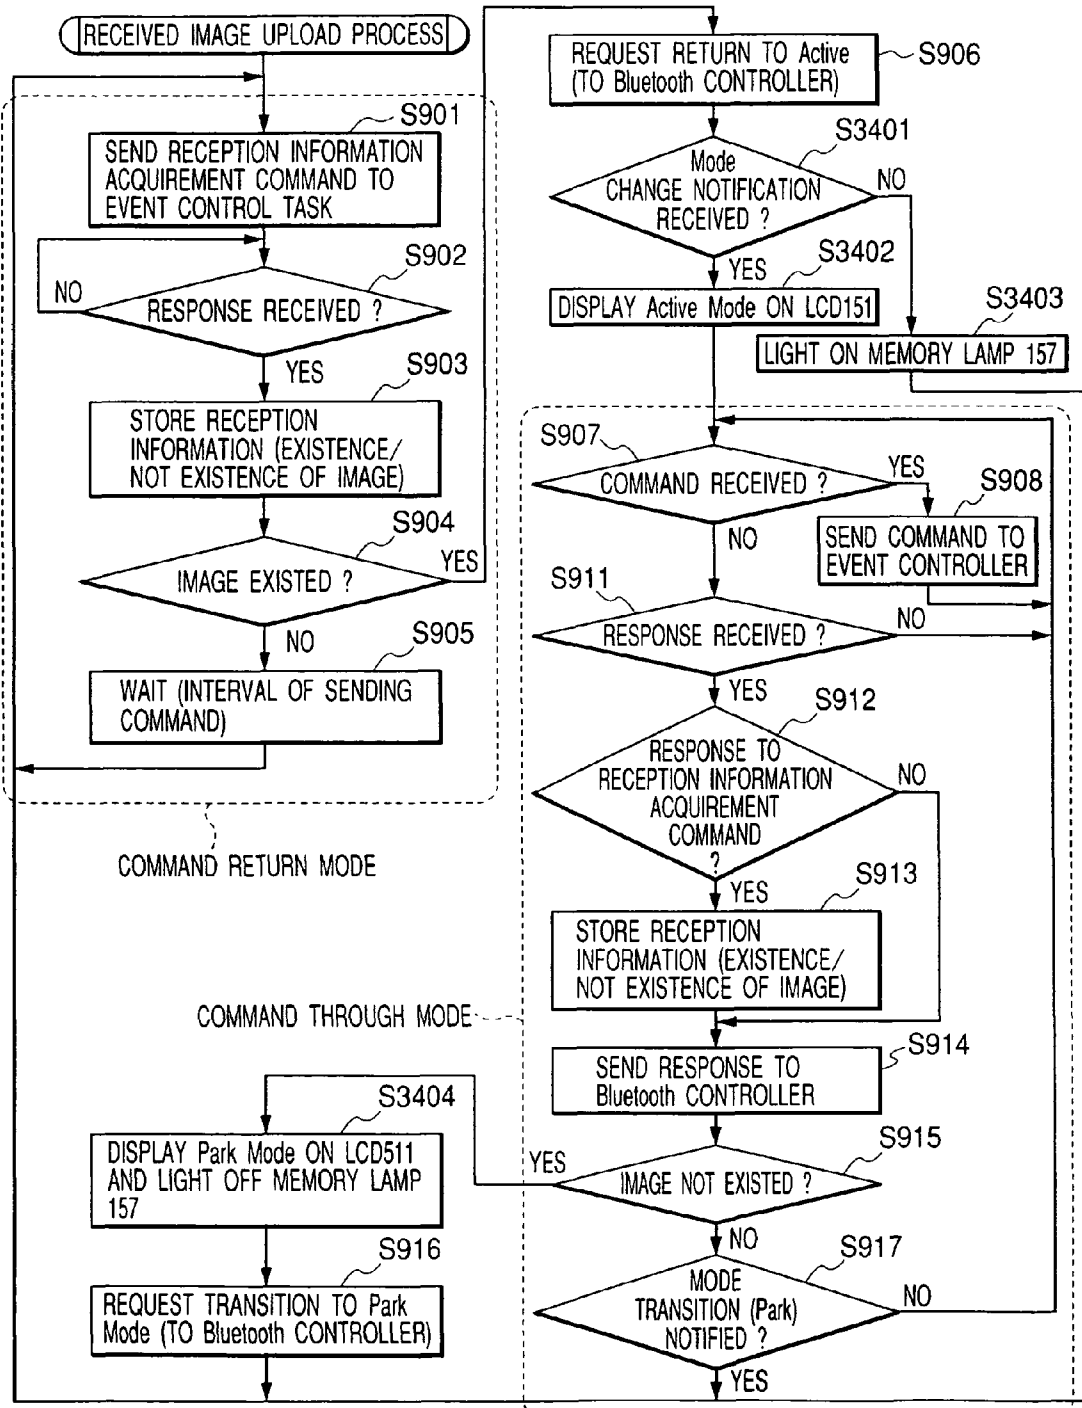 RECEIVED IMAGE UPLOAD PROCESS
S901
SEND RECEPTION INFORMATION
ACQUIREMENT COMMAND TO
EVENT CONTROL TASK
S902
NO
RESPONSE RECEIVED ?
YES
S903
STORE RECEPTION
INFORMATION (EXISTENCE/
NOT EXISTENCE OF IMAGE)
S904
YES
IMAGE EXISTED ?
NO
S905
WAIT (INTERVAL OF SENDING
COMMAND)
COMMAND RETURN MODE
S906
REQUEST RETURN TO Active
(TO Bluetooth CONTROLLER)
S3401
Mode
CHANGE NOTIFICATION
RECEIVED ?
NO
YES
S3402
DISPLAY Active Mode ON LCD151
S3403
LIGHT ON MEMORY LAMP 157
S907
COMMAND RECEIVED ?
YES
S908
SEND COMMAND TO
EVENT CONTROLLER
NO
S911
RESPONSE RECEIVED ?
NO
YES
S912
RESPONSE TO
RECEPTION INFORMATION
ACQUIREMENT
COMMAND
?
NO
YES
S913
STORE RECEPTION
INFORMATION (EXISTENCE/
NOT EXISTENCE OF IMAGE)
COMMAND THROUGH MODE
S914
SEND RESPONSE TO
Bluetooth CONTROLLER
S915
YES
IMAGE NOT EXISTED ?
NO
S3404
DISPLAY Park Mode ON LCD511
AND LIGHT OFF MEMORY LAMP
157
S916
REQUEST TRANSITION TO Park
Mode (TO Bluetooth CONTROLLER)
S917
MODE
TRANSITION (Park)
NOTIFIED ?
NO
YES